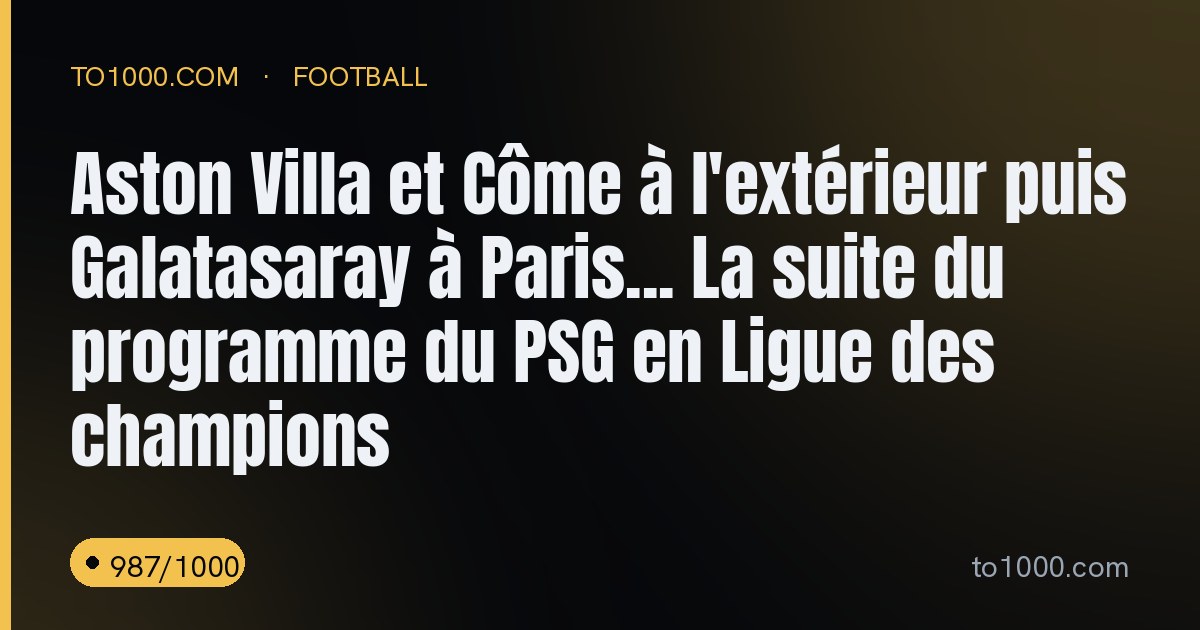 TO1000.COM · FOOTBALL
Aston Villa et Côme à l'extérieur puis
Galatasaray à Paris... La suite du
programme du PSG en Ligue des
champions
987/1000
to1000.com